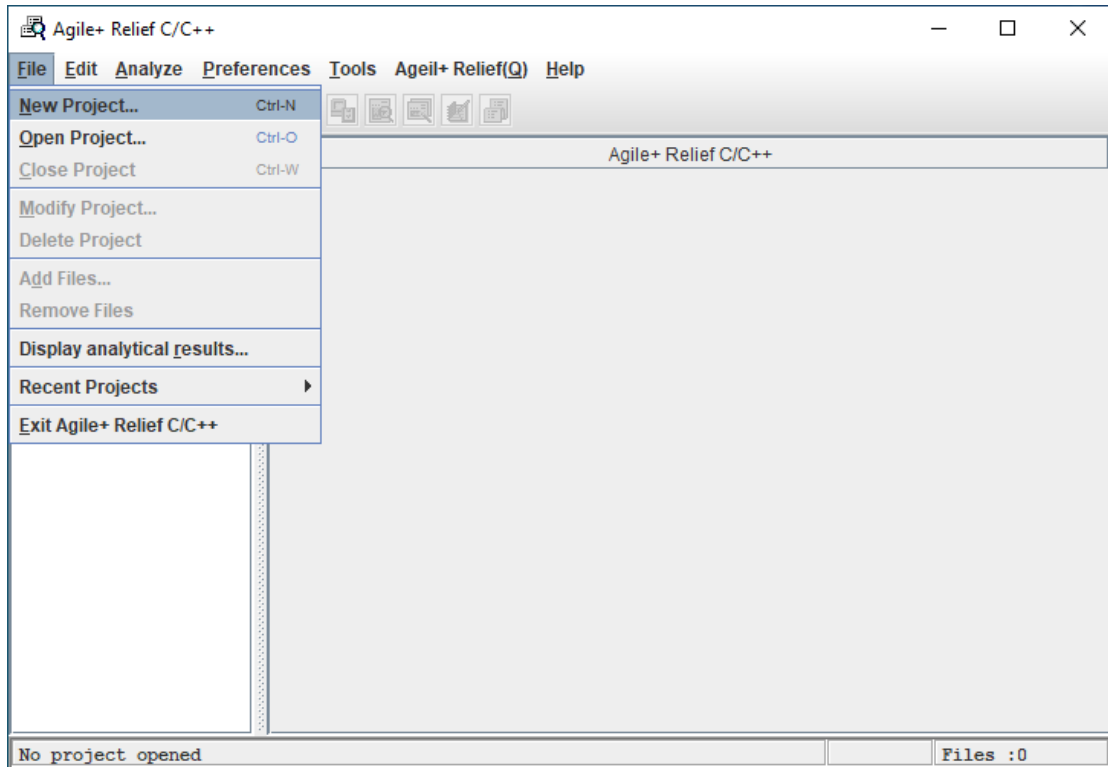 Agile+ Relief C/C++
File Edit Analyze Preferences Tools Ageil+ Relief(Q) Help
New Project... Ctrl-N
Open Project... Ctrl-O
Close Project Ctrl-W
Modify Project...
Delete Project
Add Files...
Remove Files
Display analytical results...
Recent Projects
Exit Agile+ Relief C/C++
Agile+ Relief C/C++
No project opened
Files :0